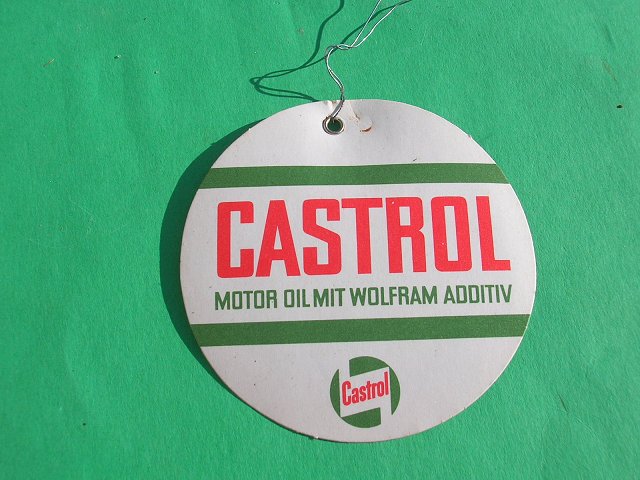 CASTROL
MOTOR OIL MIT WOLFRAM ADDITIV
Castrol